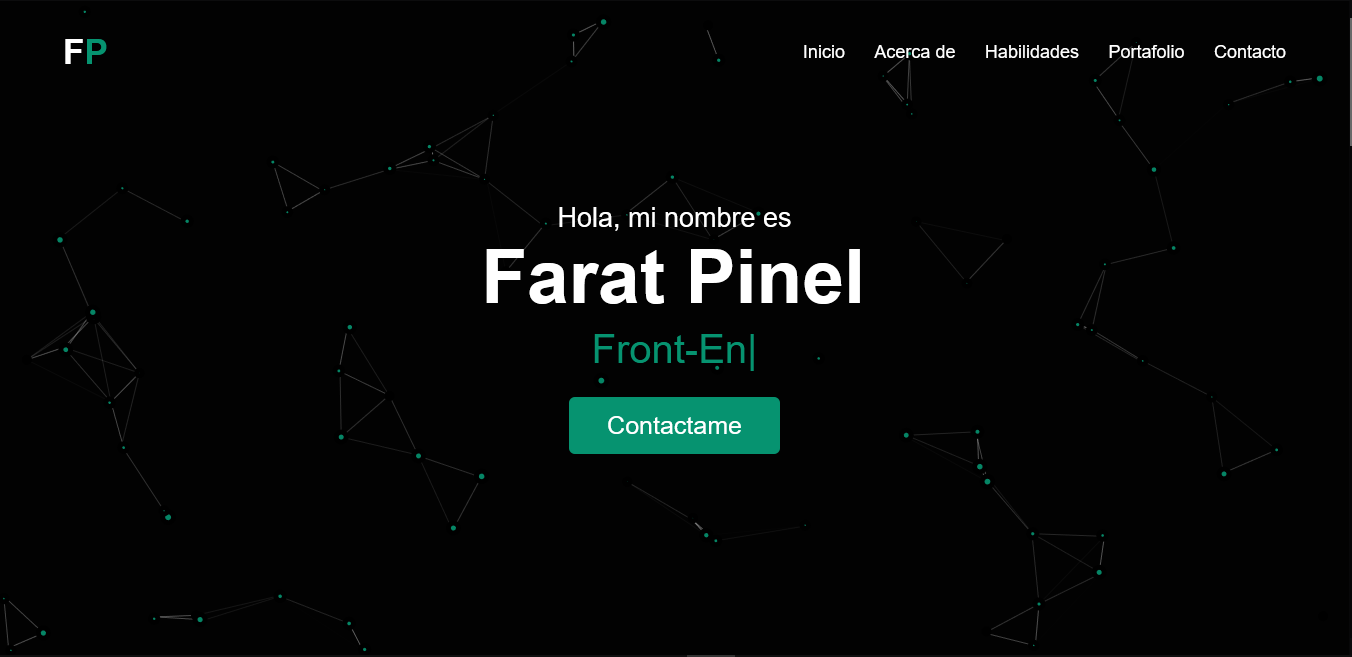 FP
Inicio Acerca de Habilidades Portafolio Contacto
Hola, mi nombre es
Farat Pinel
Front-En|
Contactame